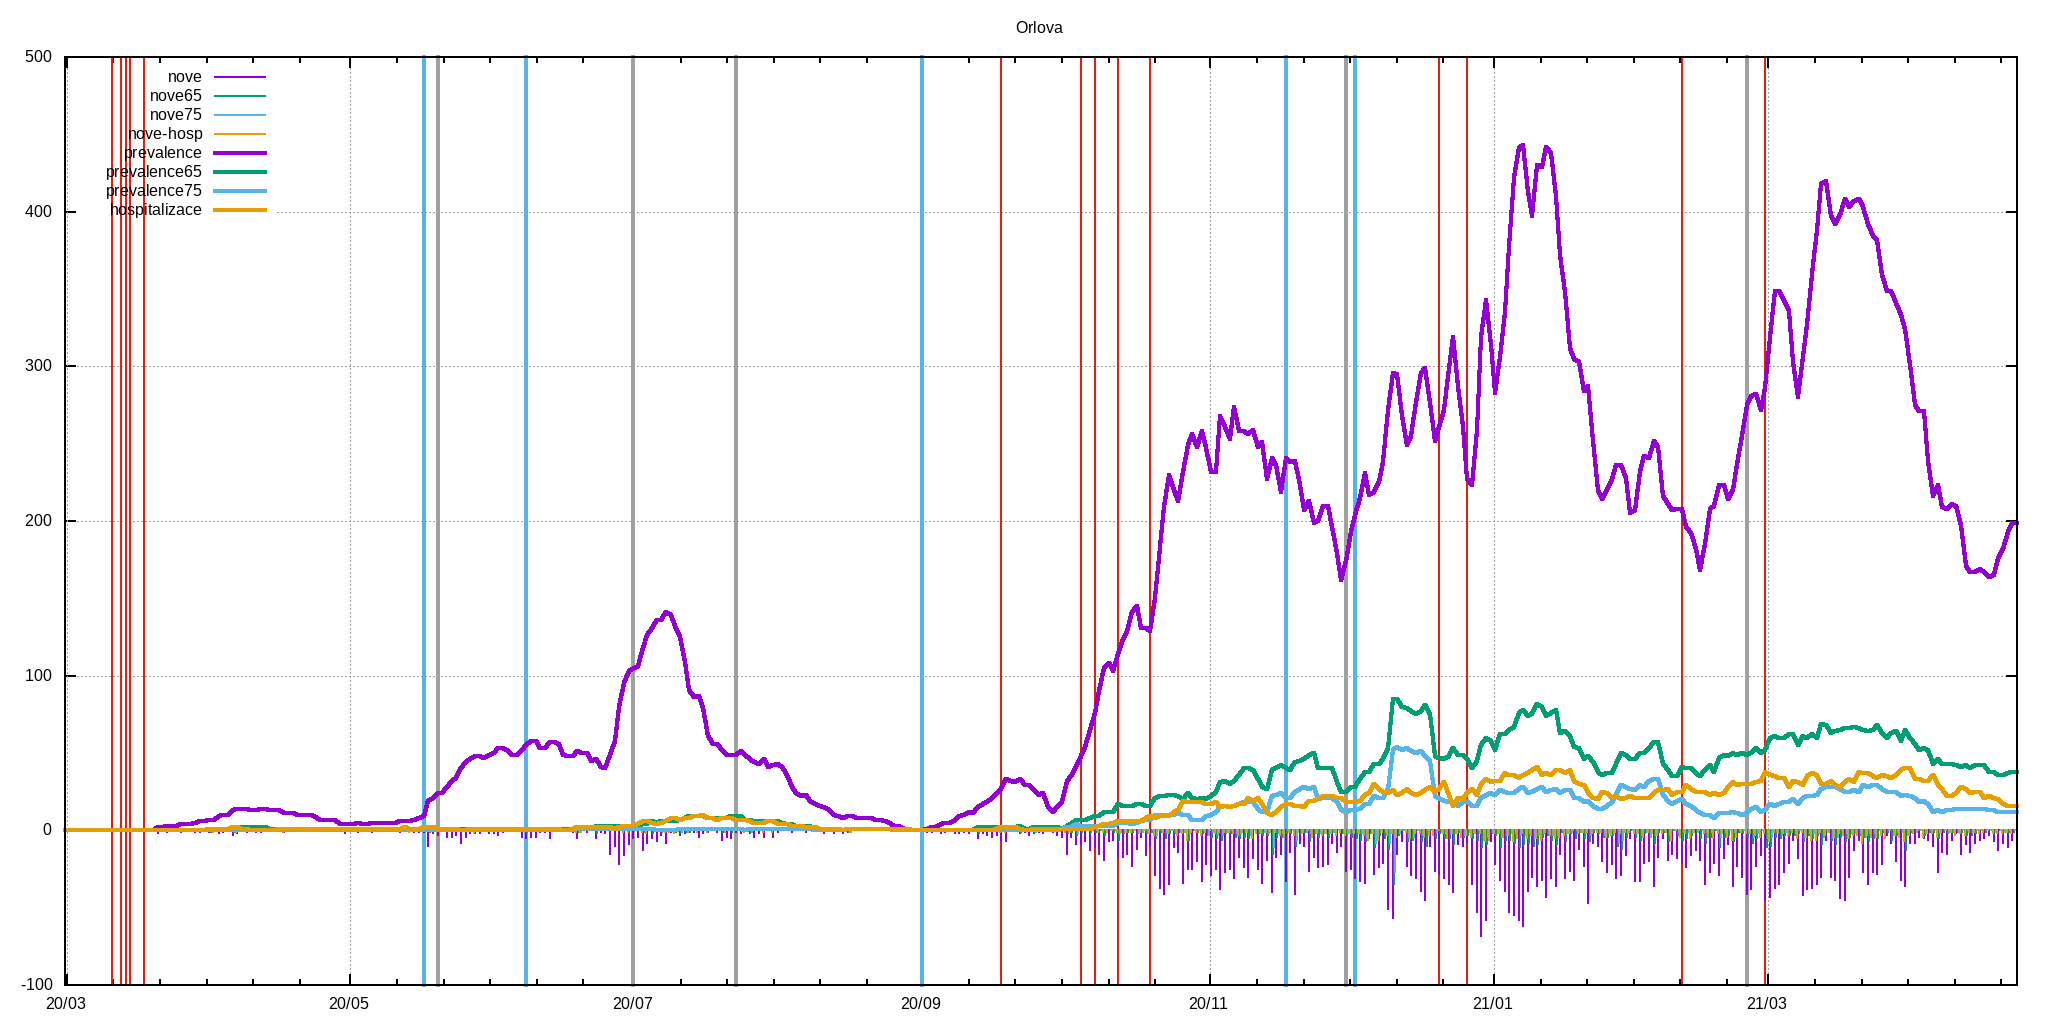 Orlova
500
400
300
200
100
0
-100
nove
nove65
nove75
nove-hosp
prevalence
prevalence65
prevalence75
hospitalizace
20/03 20/05 20/07 20/09 20/11 21/01 21/03